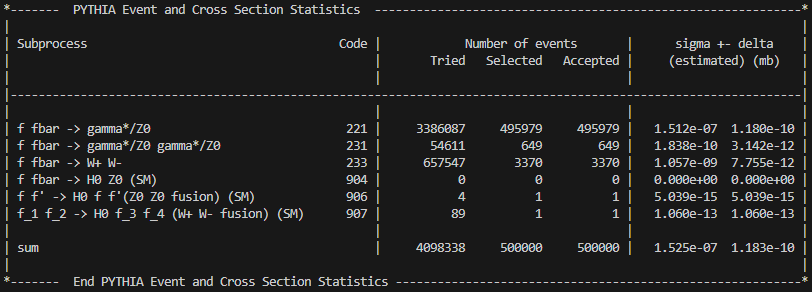 *-------  PYTHIA Event and Cross Section Statistics  -------------------------------------------------------------*
|                                                                                                                 |
| Subprocess                                    Code |            Number of events       |      sigma +- delta    |
|                                                    |       Tried   Selected   Accepted |     (estimated) (mb)   |
|                                                    |                                   |                        |
|-----------------------------------------------------------------------------------------------------------------|
|                                                    |                                   |                        |
| f fbar -> gamma*/Z0                            221 |     3386087     495979     495979 |   1.512e-07  1.180e-10 |
| f fbar -> gamma*/Z0 gamma*/Z0                  231 |       54611        649        649 |   1.838e-10  3.142e-12 |
| f fbar -> W+ W-                                233 |      657547       3370       3370 |   1.057e-09  7.755e-12 |
| f fbar -> H0 Z0 (SM)                           904 |           0          0          0 |   0.000e+00  0.000e+00 |
| f f' -> H0 f f'(Z0 Z0 fusion) (SM)             906 |           4          1          1 |   5.039e-15  5.039e-15 |
| f_1 f_2 -> H0 f_3 f_4 (W+ W- fusion) (SM)      907 |          89          1          1 |   1.060e-13  1.060e-13 |
|                                                    |                                   |                        |
| sum                                                |     4098338     500000     500000 |   1.525e-07  1.183e-10 |
|                                                                                                                 |
*-------  End PYTHIA Event and Cross Section Statistics ----------------------------------------------------------*